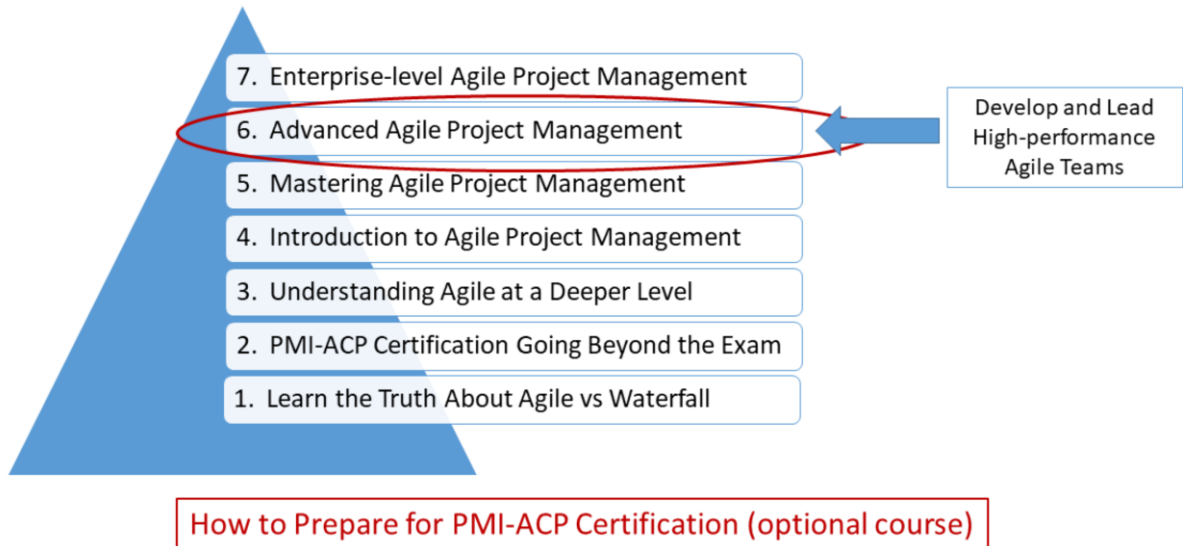 7. Enterprise-level Agile Project Management
6. Advanced Agile Project Management
5. Mastering Agile Project Management
4. Introduction to Agile Project Management
3. Understanding Agile at a Deeper Level
2. PMI-ACP Certification Going Beyond the Exam
1. Learn the Truth About Agile vs Waterfall
Develop and Lead
High-performance
Agile Teams
How to Prepare for PMI-ACP Certification (optional course)